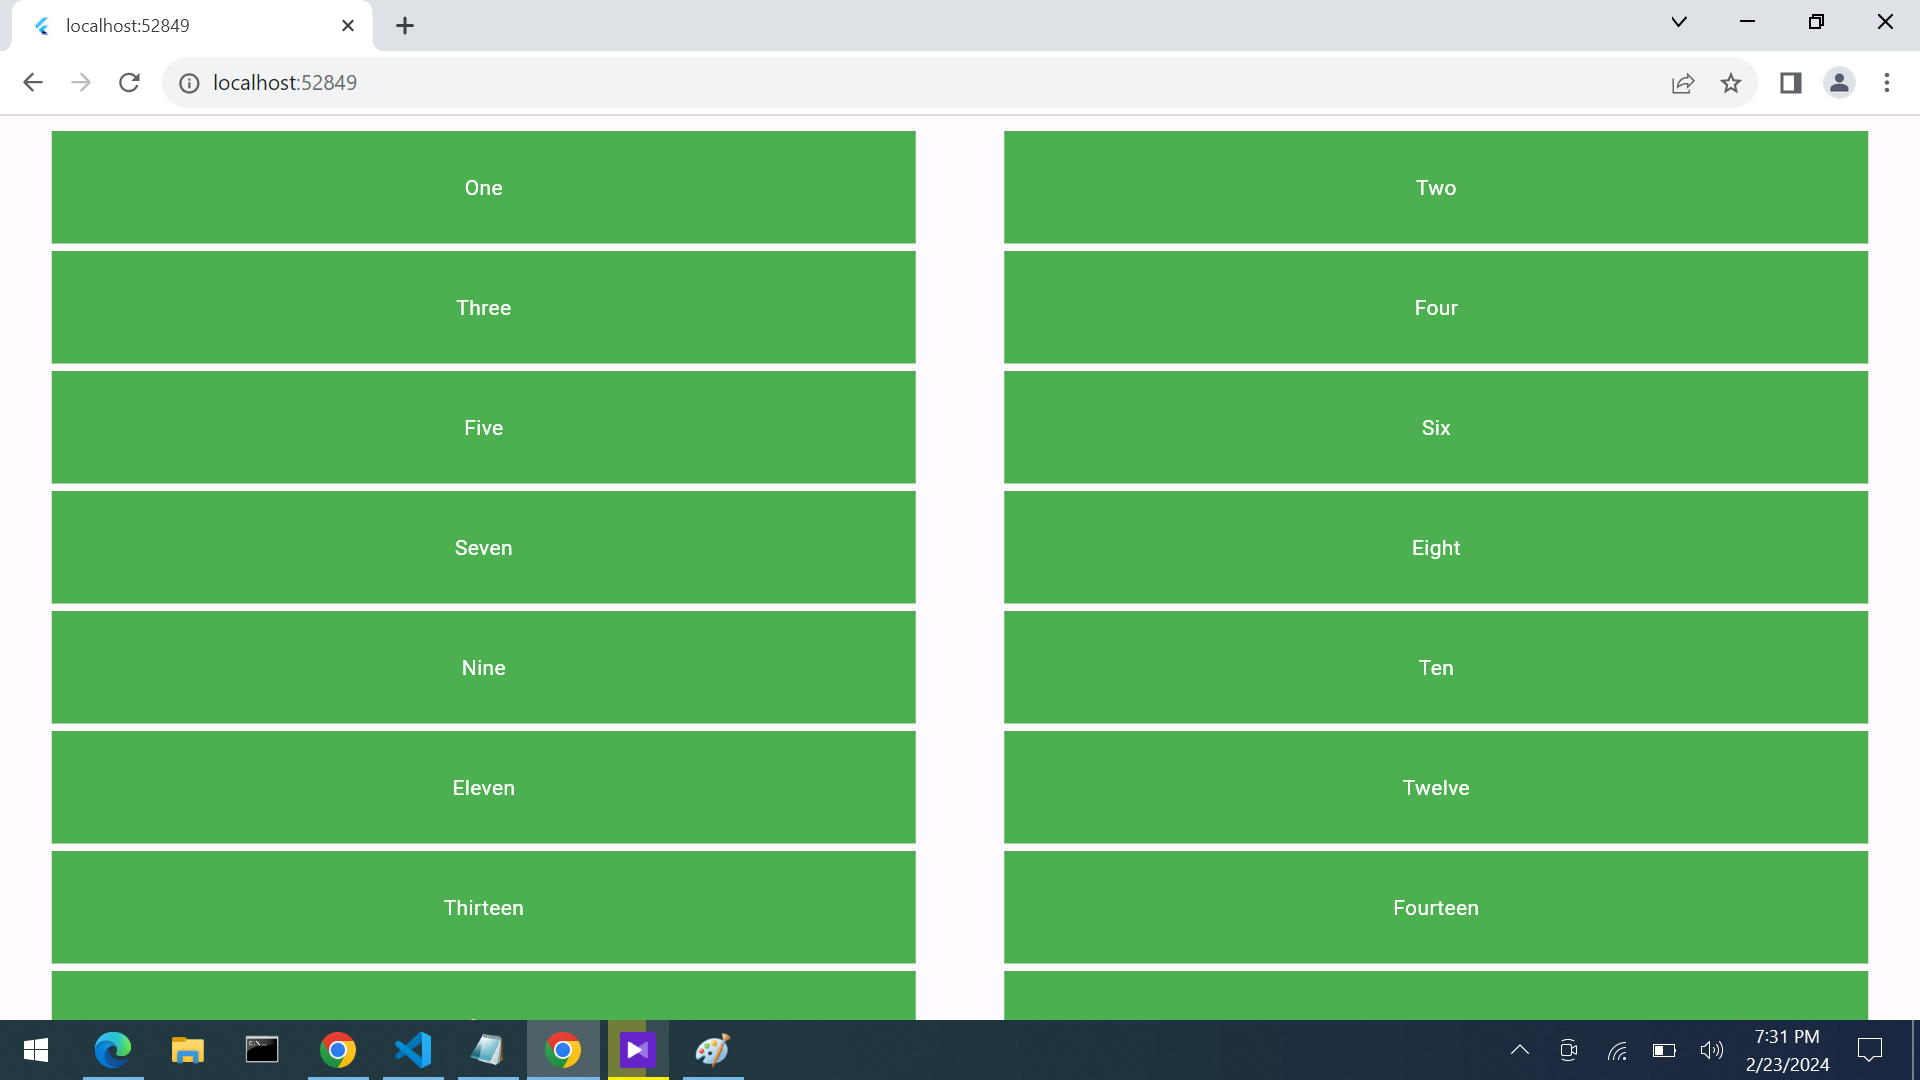 localhost:52849
localhost:52849
One
Two
Three
Four
Five
Six
Seven
Eight
Nine
Ten
Eleven
Twelve
Thirteen
Fourteen
7:31 PM
2/23/2024